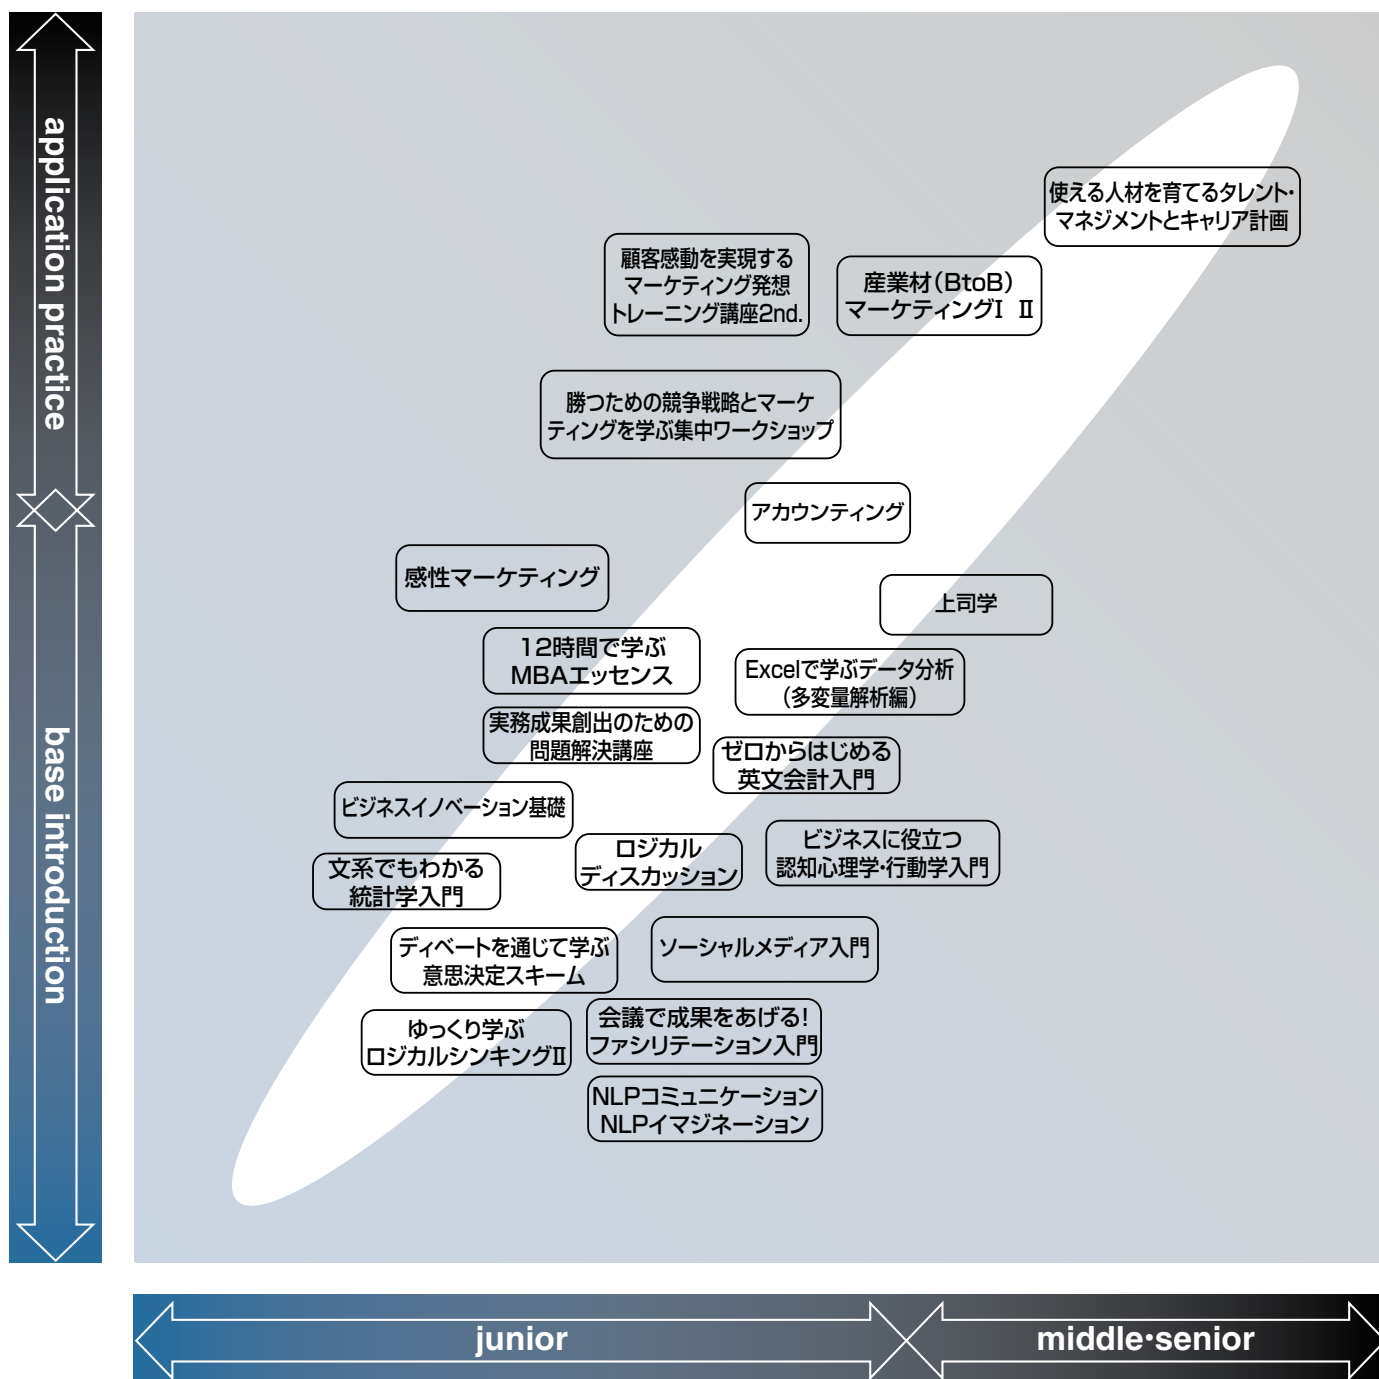 application practice
base introduction
使える人材を育てるタレント・
マネジメントとキャリア計画
顧客感動を実現する
マーケティング発想
トレーニング講座2nd.
産業材(BtoB)
マーケティングⅠ Ⅱ
勝つための競争戦略とマーケ
ティングを学ぶ集中ワークショップ
アカウンティング
感性マーケティング
上司学
12時間で学ぶ
MBAエッセンス
Excelで学ぶデータ分析
(多変量解析編)
実務成果創出のための
問題解決講座
ゼロからはじめる
英文会計入門
ビジネスイノベーション基礎
ロジカル
ディスカッション
ビジネスに役立つ
認知心理学・行動学入門
文系でもわかる
統計学入門
ディベートを通じて学ぶ
意思決定スキーム
ソーシャルメディア入門
ゆっくり学ぶ
ロジカルシンキングⅡ
会議で成果をあげる!
ファシリテーション入門
NLPコミュニケーション
NLPイマジネーション
junior
middle・senior